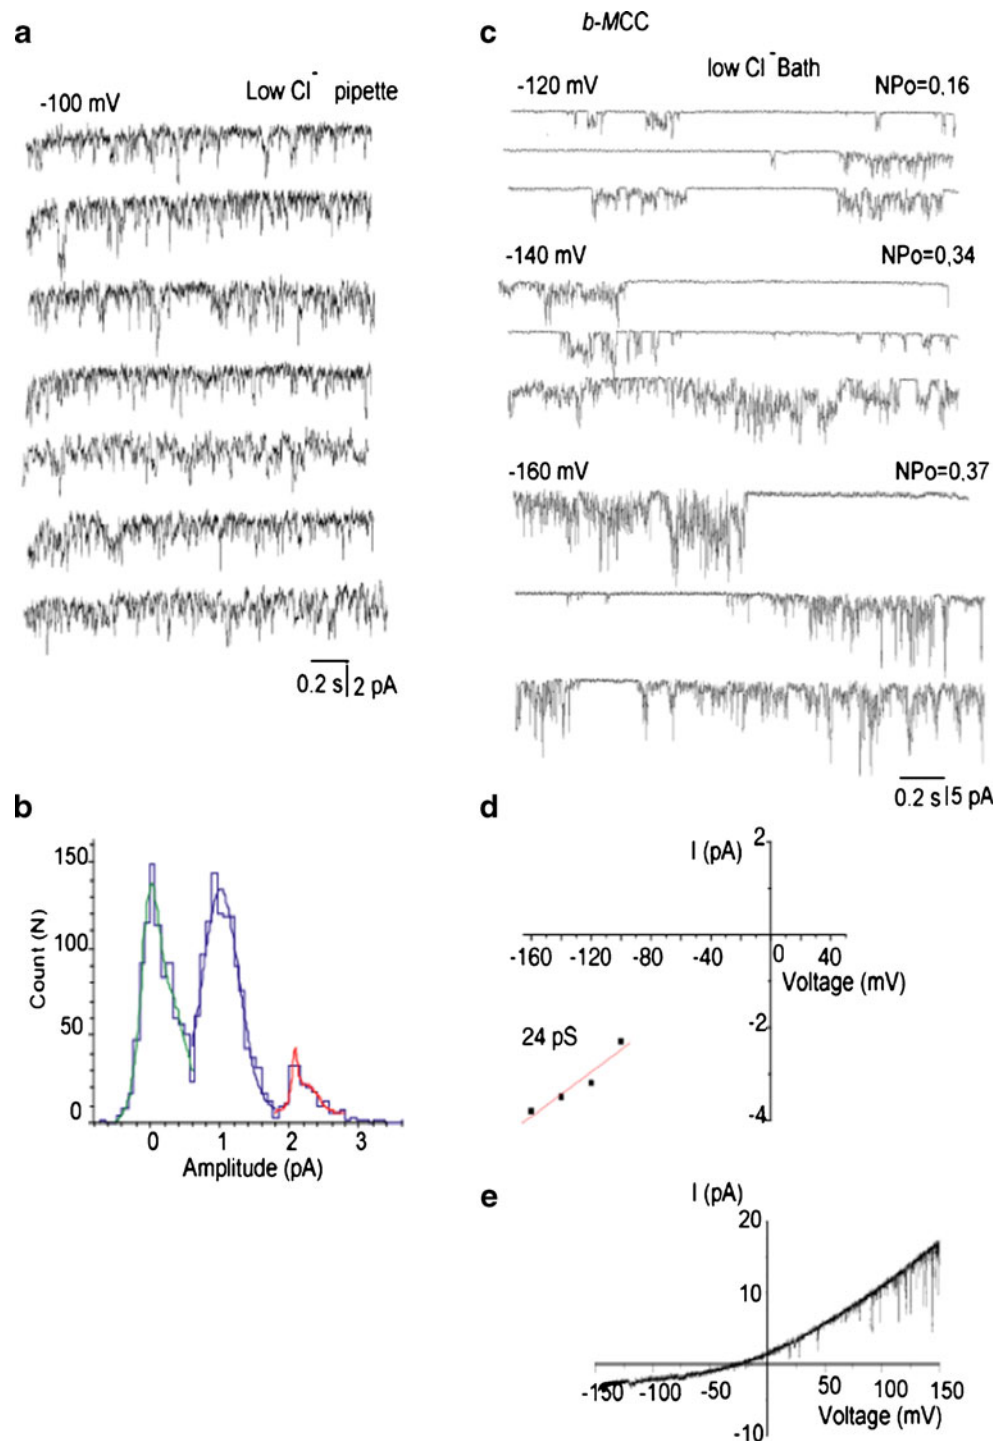 a
-100 mV Low Cl⁻ pipette
0.2 s 2 pA
b
150
100
50
0
Count (N)
0 1 2 3
Amplitude (pA)
b-MCC
c
low Cl⁻ Bath
-120 mV NPo=0,16
-140 mV NPo=0,34
-160 mV NPo=0,37
0.2 s 5 pA
d
I (pA)
2
-160 -120 -80 -40 0 40
Voltage (mV)
-2
24 pS
-4
e
I (pA)
20
10
-150 -100 -50 50 100 150
Voltage (mV)
-10